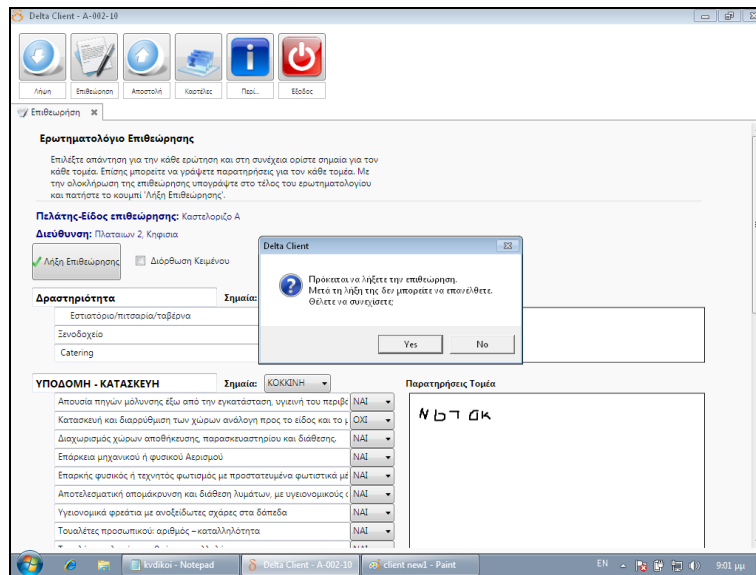 Delta Client - A-002-10
Λήψη
Επιθεώρηση
Αποστολή
Καρτέλες
Περί...
Έξοδος
Επιθεωρήση
Ερωτηματολόγιο Επιθεώρησης
Επιλέξτε απάντηση για την κάθε ερώτηση και στη συνέχεια ορίστε σημαία για τον
κάθε τομέα. Επίσης μπορείτε να γράψετε παρατηρήσεις για τον κάθε τομέα. Με
την ολοκλήρωση της επιθεώρησης υπογράψτε στο τέλος του ερωτηματολογίου
και πατήστε το κουμπί 'Λήξη Επιθεώρησης'.
Πελάτης-Είδος επιθεώρησης: Καστελοριζο Α
Διεύθυνση: Πλαταιων 2, Κηφισια
Λήξη Επιθεώρησης
Διόρθωση Κειμένου
Delta Client
Πρόκειται να λήξετε την επιθεώρηση.
Μετά τη λήξη της δεν μπορείτε να επανέλθετε.
Θέλετε να συνεχίσετε;
Yes
No
Δραστηριότητα
Σημαία:
Εστιατόριο/πιτσαρία/ταβέρνα
Ξενοδοχείο
Catering
ΥΠΟΔΟΜΗ - ΚΑΤΑΣΚΕΥΗ
Σημαία: ΚΟΚΚΙΝΗ
Παρατηρήσεις Τομέα
Απουσία πηγών μόλυνσης έξω από την εγκατάσταση, υγιεινή του περιβ ΝΑΙ
Κατασκευή και διαρρύθμιση των χώρων ανάλογη προς το είδος και το μ ΟΧΙ
Διαχωρισμός χώρων αποθήκευσης, παρασκευαστηρίου και διάθεσης. ΝΑΙ
Επάρκεια μηχανικού ή φυσικού Αερισμού ΝΑΙ
Επαρκής φυσικός ή τεχνητός φωτισμός με προστατευμένα φωτιστικά μέ ΝΑΙ
Αποτελεσματική απομάκρυνση και διάθεση λυμάτων, με υγειονομικούς ΝΑΙ
Υγειονομικά φρεάτια με ανοξείδωτες σχάρες στα δάπεδα ΝΑΙ
Τουαλέτες προσωπικού: αριθμός – καταλληλότητα ΝΑΙ
ΝΑΙ
NOT OK
kvdikoi - Notepad
Delta Client - A-002-10
client new1 - Paint
EN
9:01 μμ